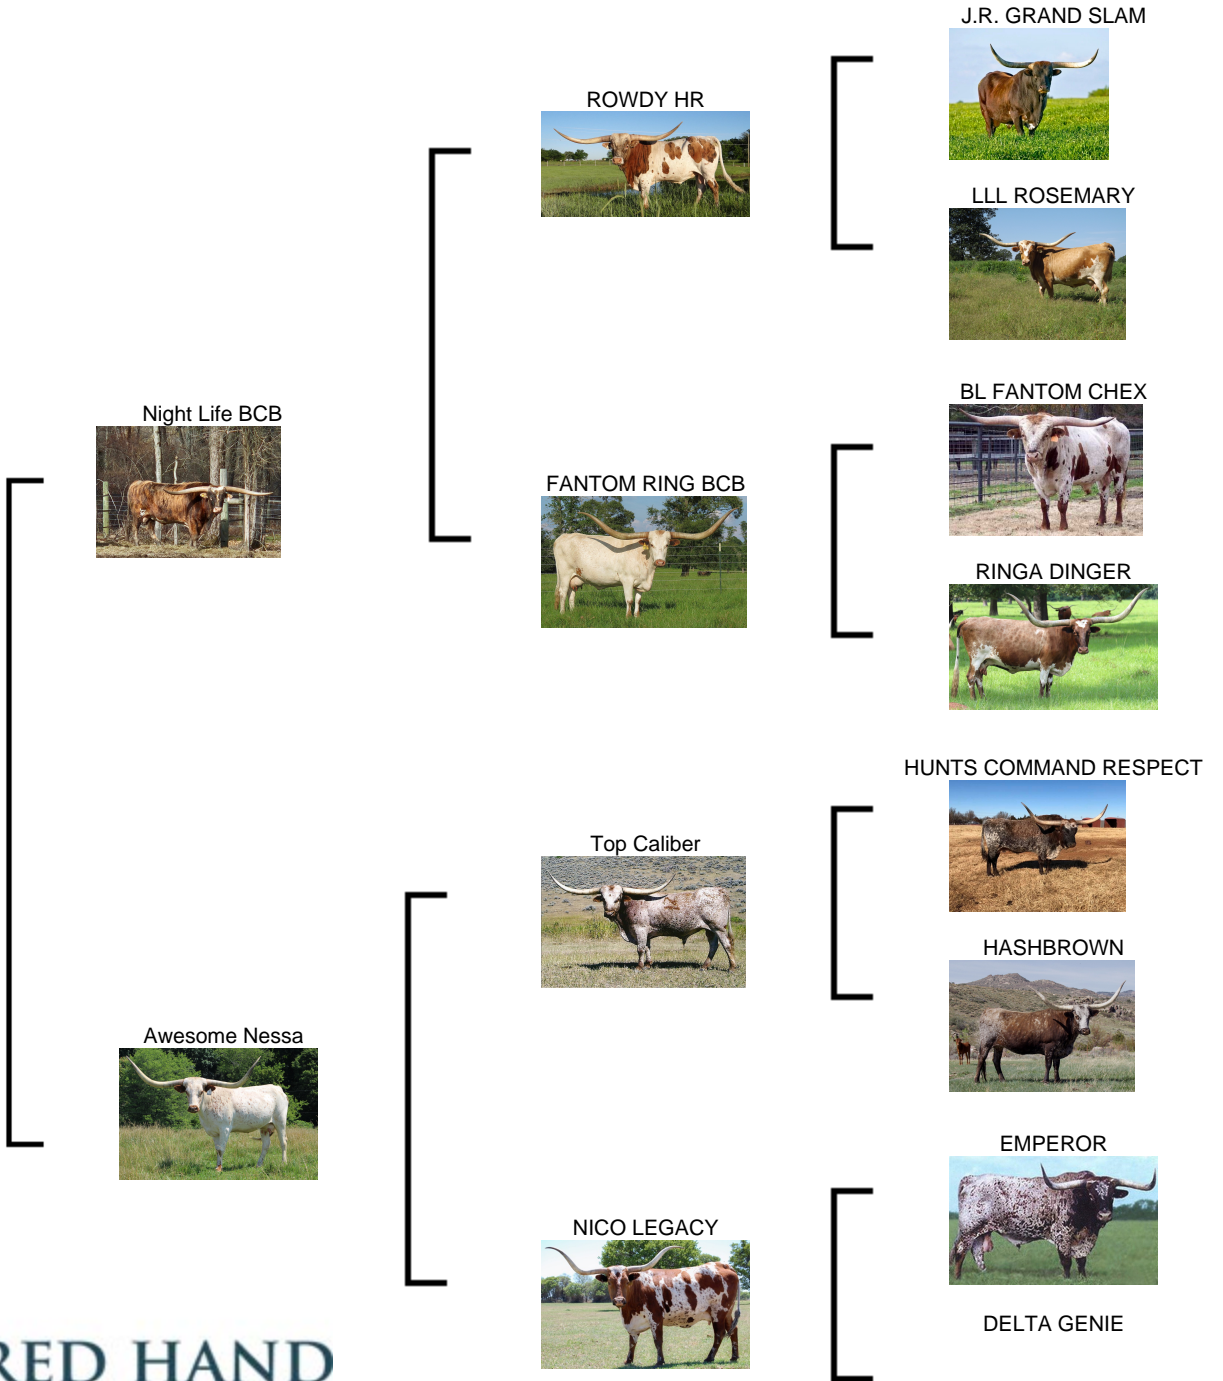 J.R. GRAND SLAM
ROWDY HR
LLL ROSEMARY
BL FANTOM CHEX
Night Life BCB
FANTOM RING BCB
RINGA DINGER
HUNTS COMMAND RESPECT
Top Caliber
HASHBROWN
Awesome Nessa
EMPEROR
NICO LEGACY
DELTA GENIE
RED HAND